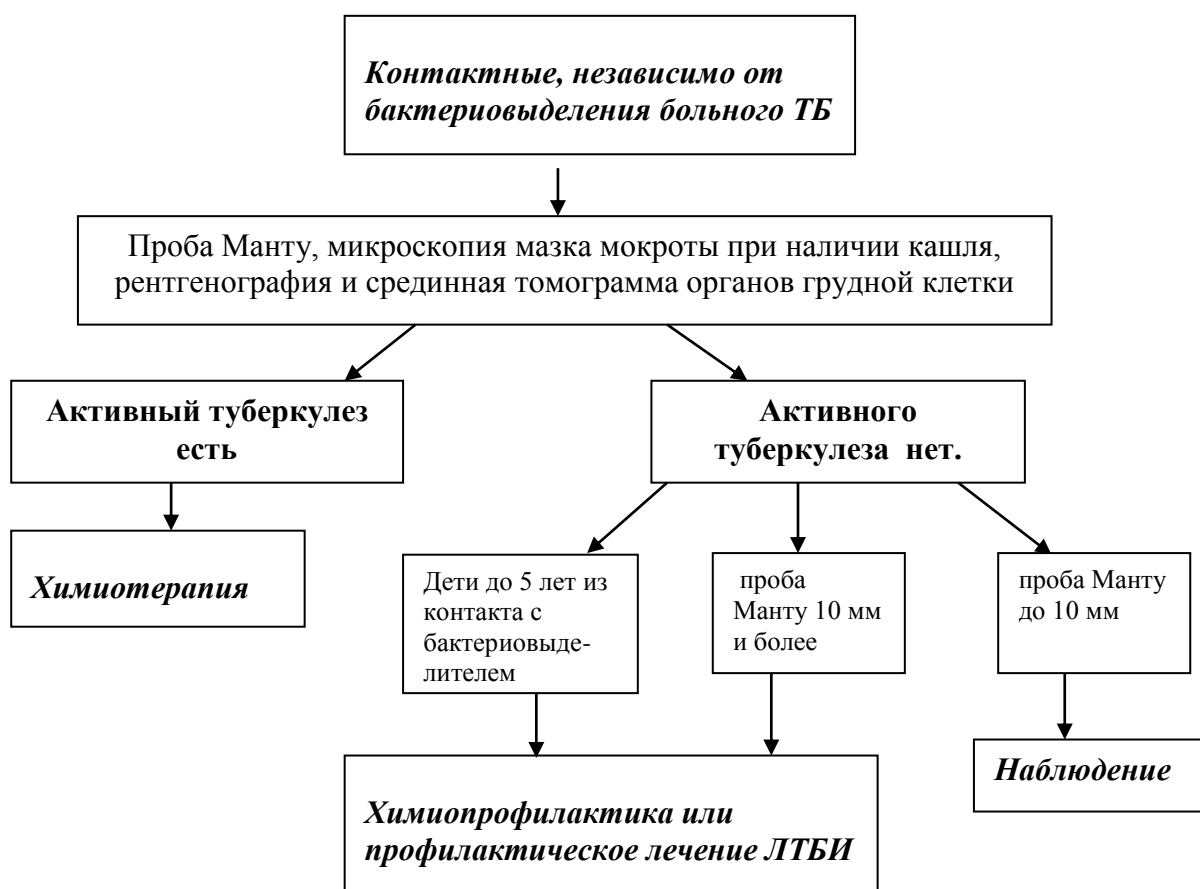 Контактные, независимо от
бактериовыделения больного ТБ
Проба Манту, микроскопия мазка мокроты при наличии кашля,
рентгенография и срединная томограмма органов грудной клетки
Активный туберкулез
есть
Активного
туберкулеза нет.
Химиотерапия
Дети до 5 лет из
контакта с
бактериовыде-
лителем
проба
Манту 10 мм
и более
проба Манту
до 10 мм
Наблюдение
Химиопрофилактика или
профилактическое лечение ЛТБИ